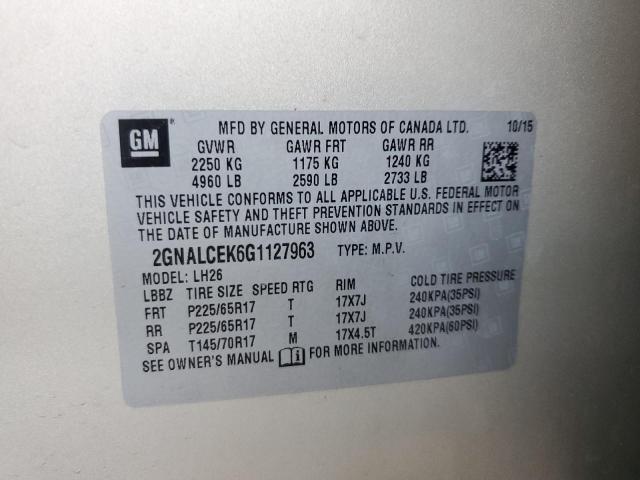 GM ®
MFD BY GENERAL MOTORS OF CANADA LTD. 10/15
GVWR GAWR FRT GAWR RR
2250 KG 1175 KG 1240 KG
4960 LB 2590 LB 2733 LB
THIS VEHICLE CONFORMS TO ALL APPLICABLE U.S. FEDERAL MOTOR
VEHICLE SAFETY AND THEFT PREVENTION STANDARDS IN EFFECT ON
THE DATE OF MANUFACTURE SHOWN ABOVE.
2GNALCEK6G1127963 TYPE: M.P.V.
MODEL: LH26
LBBZ TIRE SIZE SPEED RTG RIM COLD TIRE PRESSURE
FRT P225/65R17 T 17X7J 240KPA(35PSI)
RR P225/65R17 T 17X7J 240KPA(35PSI)
SPA T145/70R17 M 17X4.5T 420KPA(60PSI)
SEE OWNER'S MANUAL FOR MORE INFORMATION.